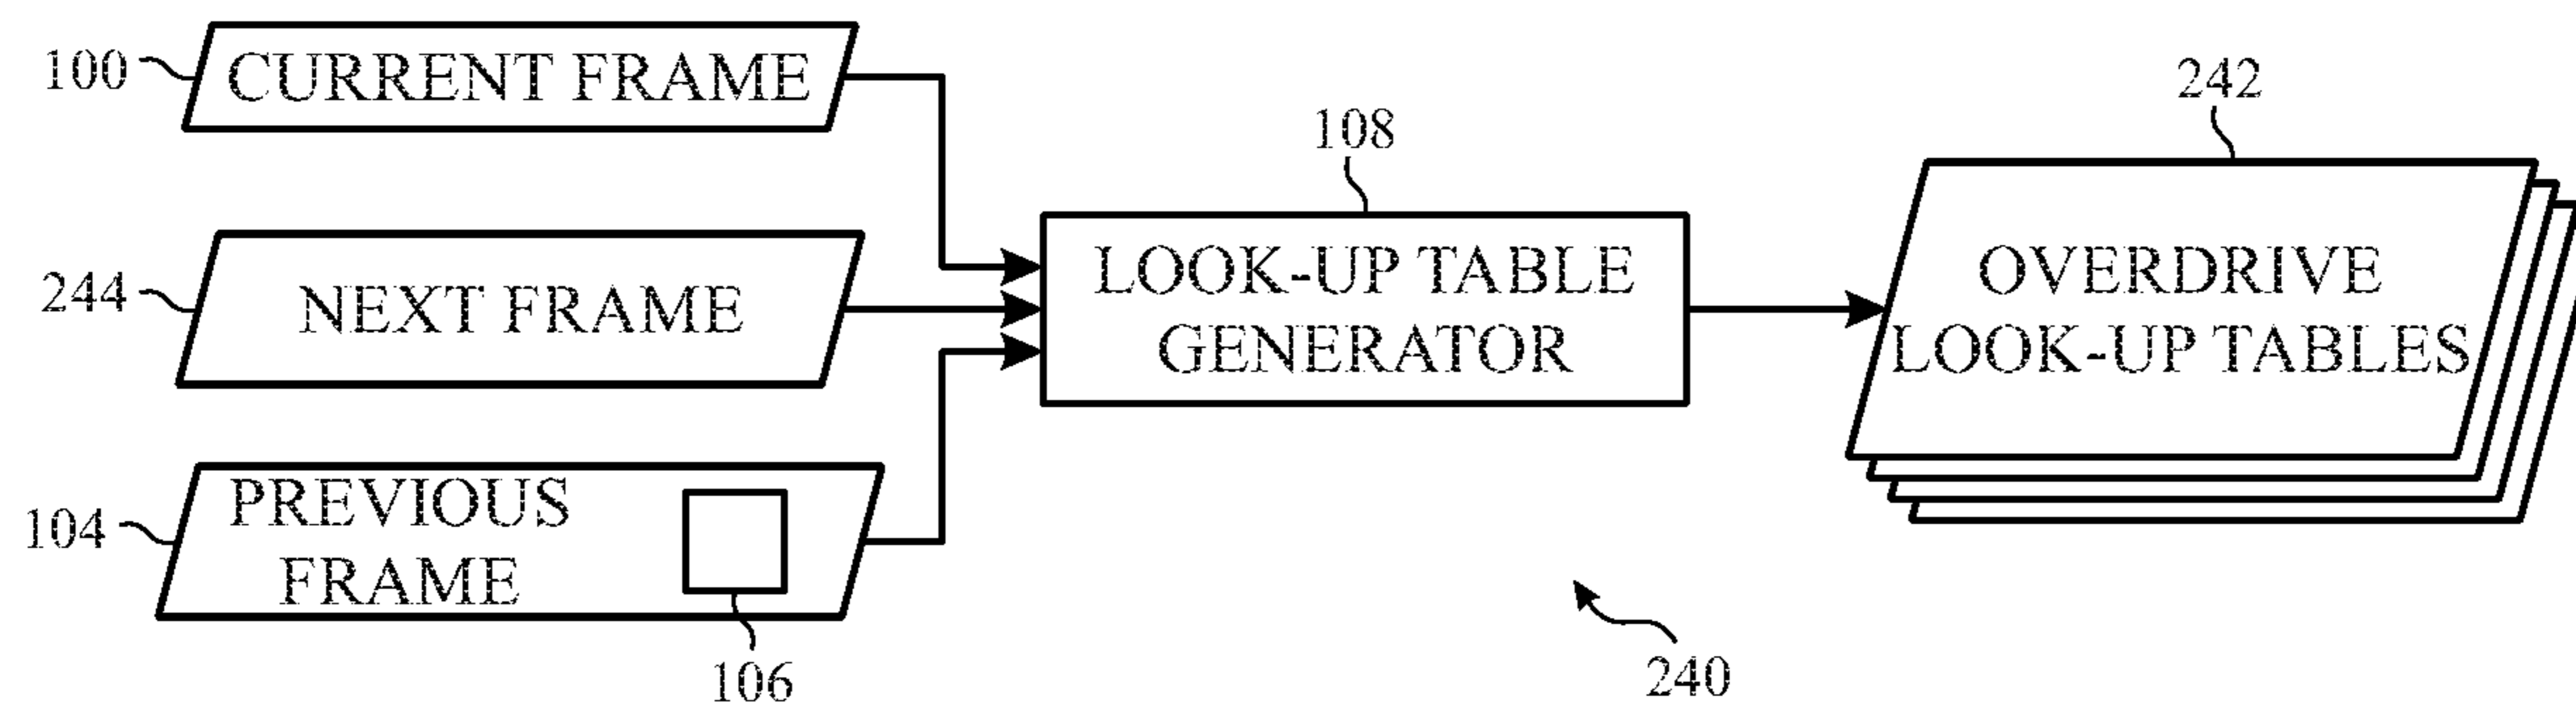 100
CURRENT FRAME
244
NEXT FRAME
104
PREVIOUS
FRAME
106
108
LOOK-UP TABLE
GENERATOR
242
OVERDRIVE
LOOK-UP TABLES
240